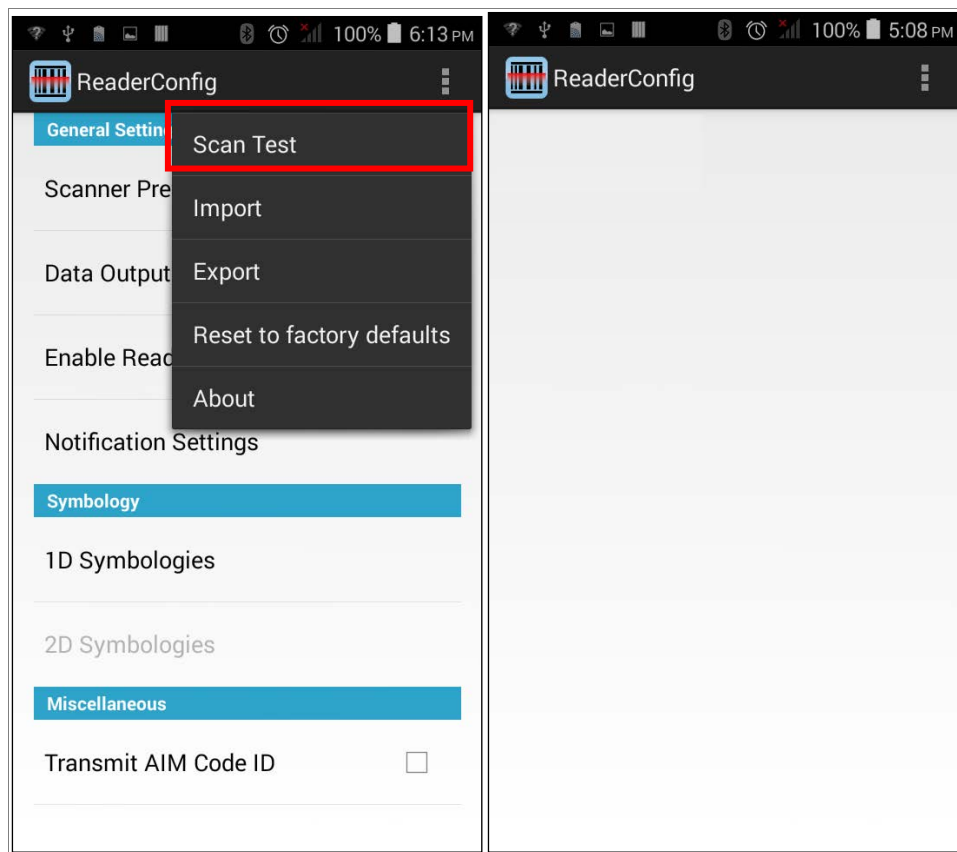 100% 6:13 PM
ReaderConfig
General Settin
Scan Test
Scanner Pre
Import
Data Output
Export
Reset to factory defaults
Enable Read
About
Notification Settings
Symbology
1D Symbologies
2D Symbologies
Miscellaneous
Transmit AIM Code ID
100% 5:08 PM
ReaderConfig